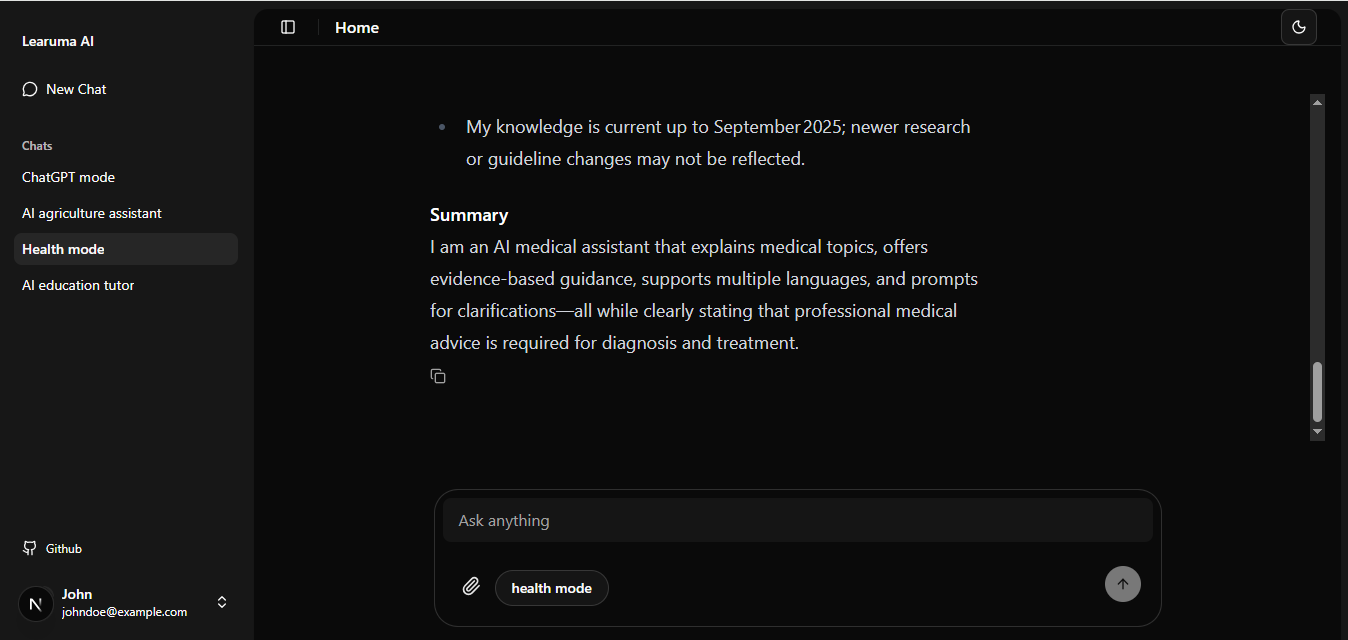 Learuma AI
New Chat
Chats
ChatGPT mode
AI agriculture assistant
Health mode
AI education tutor
Github
N
John
johndoe@example.com
Home
• My knowledge is current up to September 2025; newer research
or guideline changes may not be reflected.
Summary
I am an AI medical assistant that explains medical topics, offers
evidence-based guidance, supports multiple languages, and prompts
for clarifications—all while clearly stating that professional medical
advice is required for diagnosis and treatment.
Ask anything
health mode